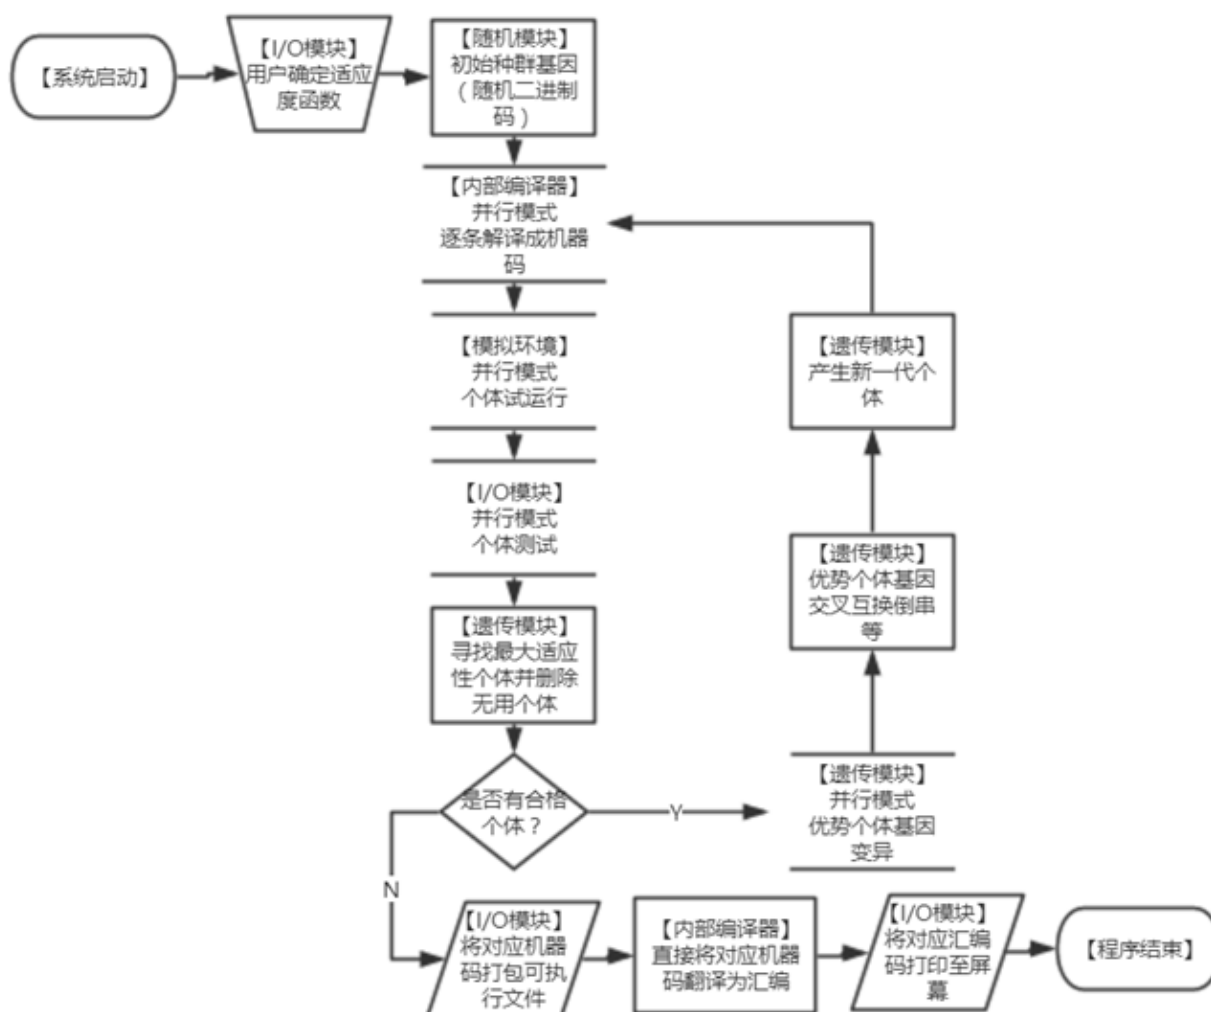 【系统启动】
【I/O模块】
用户确定适应
度函数
【随机模块】
初始种群基因
（随机二进制
码）
【内部编译器】
并行模式
逐条解译成机器
码
【模拟环境】
并行模式
个体试运行
【I/O模块】
并行模式
个体测试
【遗传模块】
寻找最大适应
性个体并删除
无用个体
是否有合格
个体？
Y
【遗传模块】
并行模式
优势个体基因
变异
【遗传模块】
优势个体基因
交叉互换倒串
等
【遗传模块】
产生新一代个
体
N
【I/O模块】
将对应机器
码打包可执
行文件
【内部编译器】
直接将对应机器
码翻译为汇编
【I/O模块】
将对应汇编
码打印至屏
幕
【程序结束】